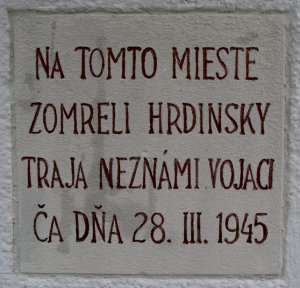 NA TOMTO MIESTE
ZOMRELI HRDINSKY
TRAJA NEZNÁMI VOJACI
ČA DŇA 28. III. 1945